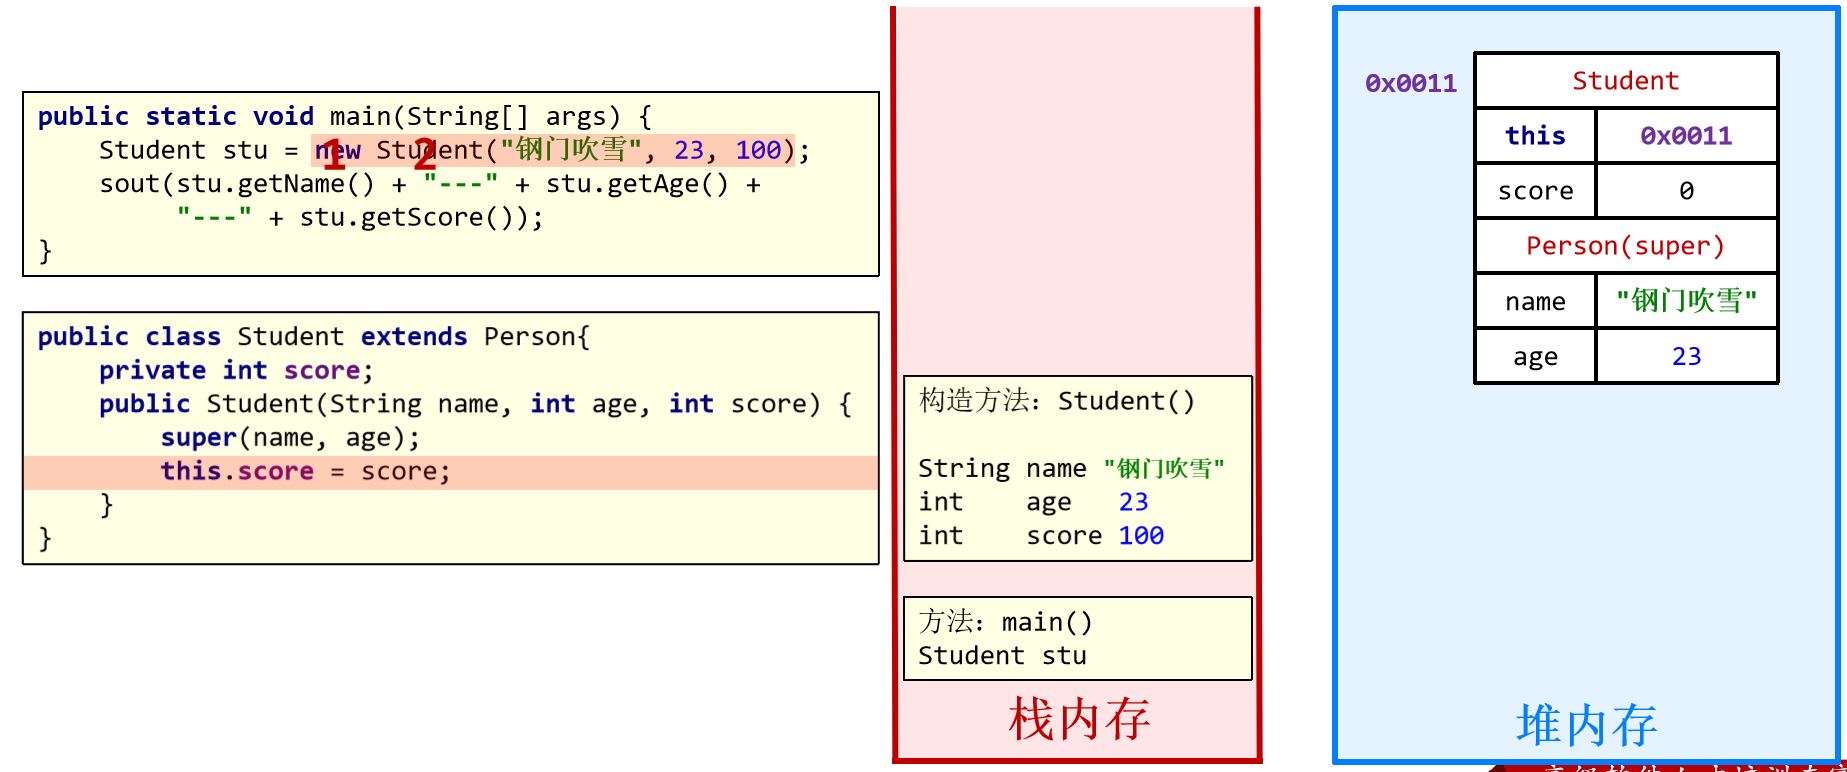 public static void main(String[] args) {
Student stu = new Student("钢门吹雪", 23, 100);
1 2
sout(stu.getName() + "---" + stu.getAge() +
"---" + stu.getScore());
}
public class Student extends Person{
private int score;
public Student(String name, int age, int score) {
super(name, age);
this.score = score;
}
}
构造方法：Student()
String name "钢门吹雪"
int age 23
int score 100
方法：main()
Student stu
栈内存
0x0011
Student
this 0x0011
score 0
Person(super)
name "钢门吹雪"
age 23
堆内存